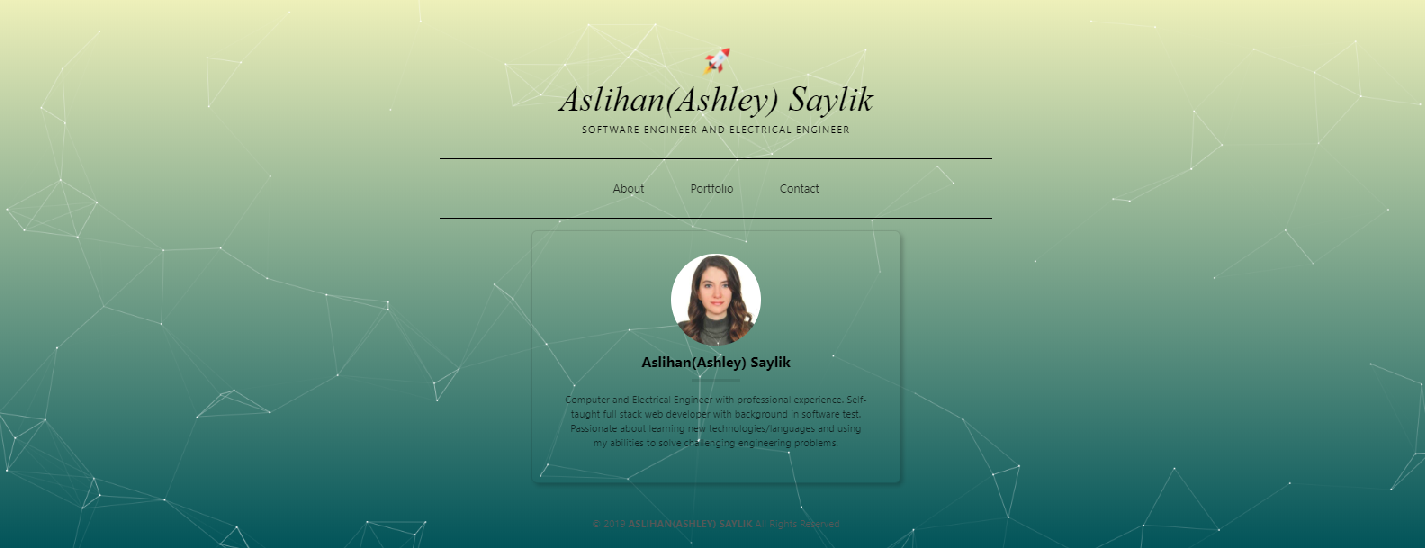 Aslihan(Ashley) Saylik
SOFTWARE ENGINEER AND ELECTRICAL ENGINEER
About Portfolio Contact
Aslihan(Ashley) Saylik
Computer and Electrical Engineer with professional experience. Self-
taught full stack web developer with background in software test.
Passionate about learning new technologies/languages and using
my abilities to solve challenging engineering problems.
© 2019 ASLIHAN(ASHLEY) SAYLIK All Rights Reserved